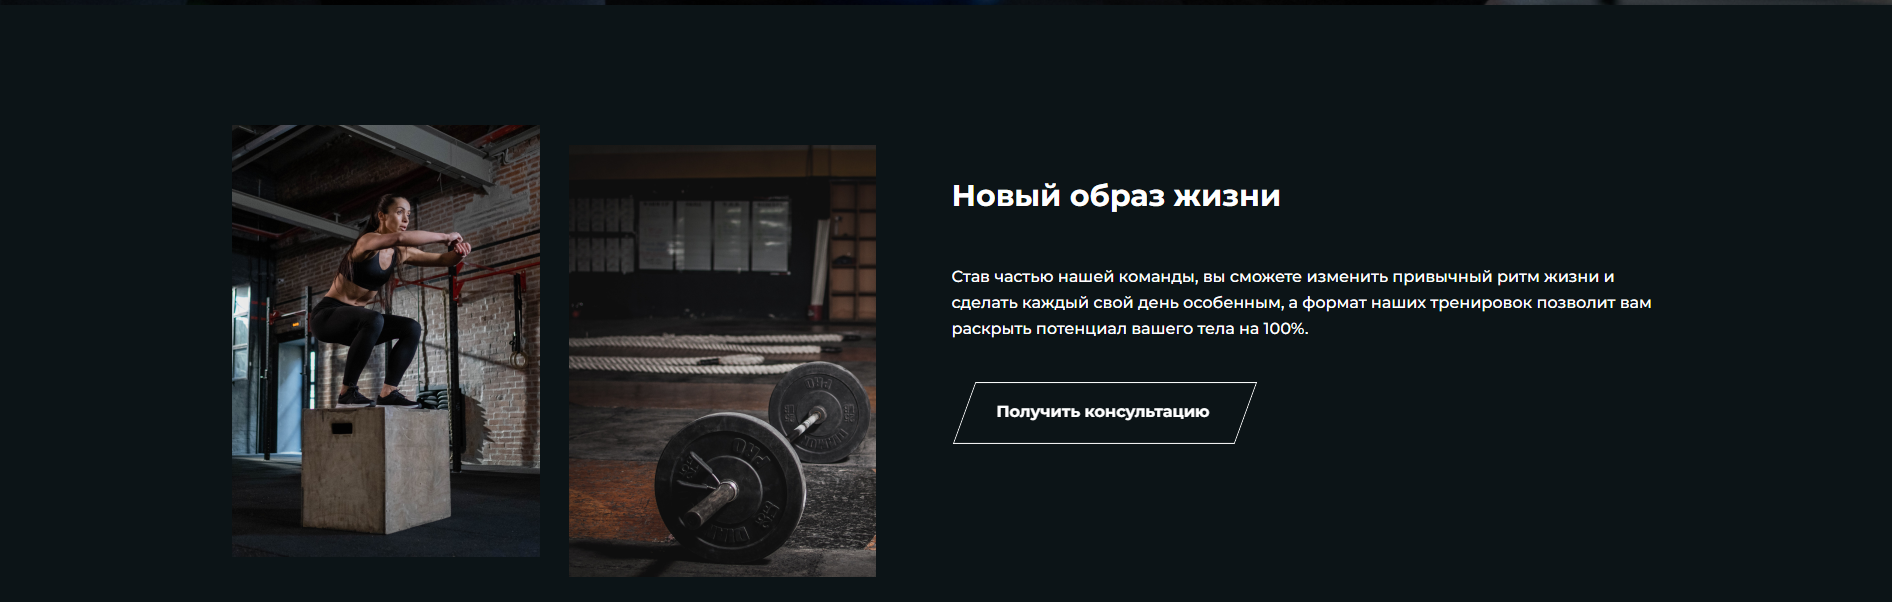 Новый образ жизни
Став частью нашей команды, вы сможете изменить привычный ритм жизни и
сделать каждый свой день особенным, а формат наших тренировок позволит вам
раскрыть потенциал вашего тела на 100%.
Получить консультацию